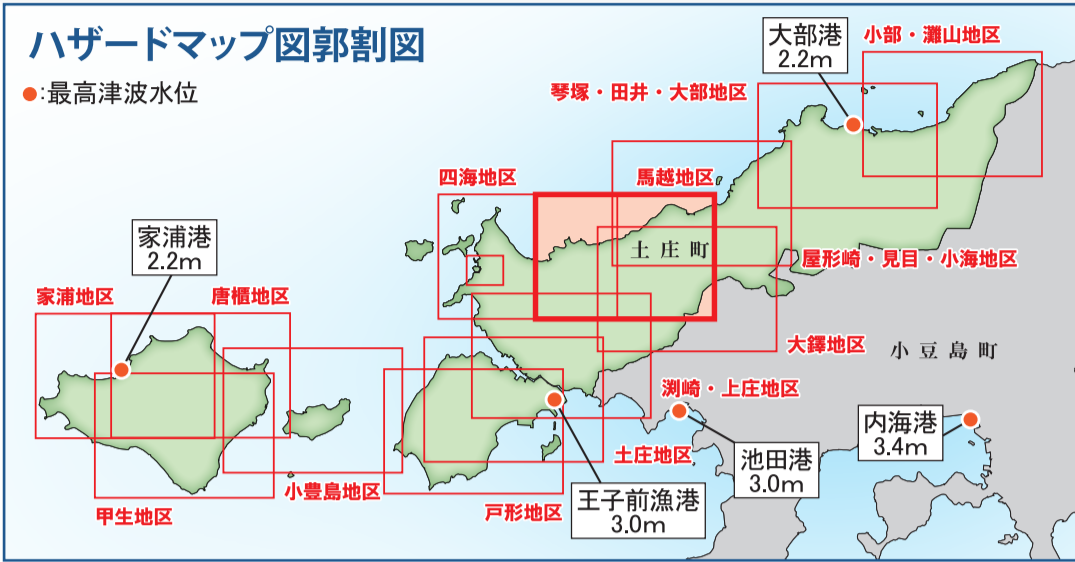 ハザードマップ図郭割図
●:最高津波水位
大部港
2.2m
小部・灘山地区
琴塚・田井・大部地区
四海地区
馬越地区
土庄町
家浦港
2.2m
屋形崎・見目・小海地区
家浦地区
唐櫃地区
大鐸地区
小豆島町
渕崎・上庄地区
内海港
3.4m
土庄地区
池田港
3.0m
小豊島地区
王子前漁港
3.0m
戸形地区
甲生地区